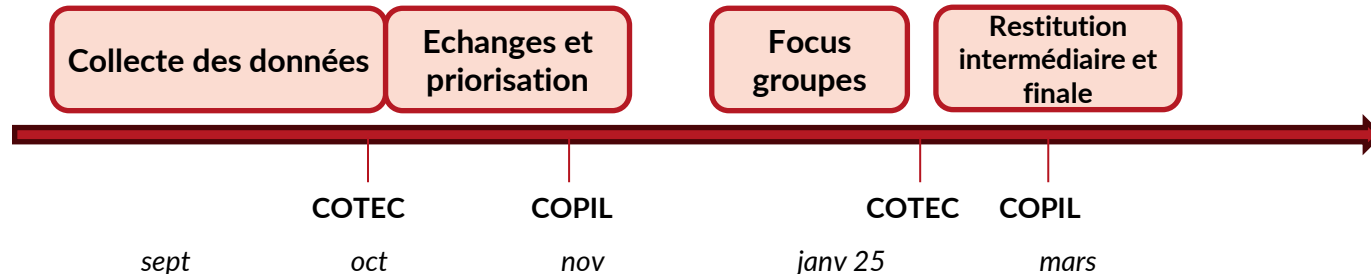 Collecte des données
Echanges et
priorisation
Focus
groupes
Restitution
intermédiaire et
finale
COTEC
COPIL
COTEC
COPIL
sept
oct
nov
janv 25
mars